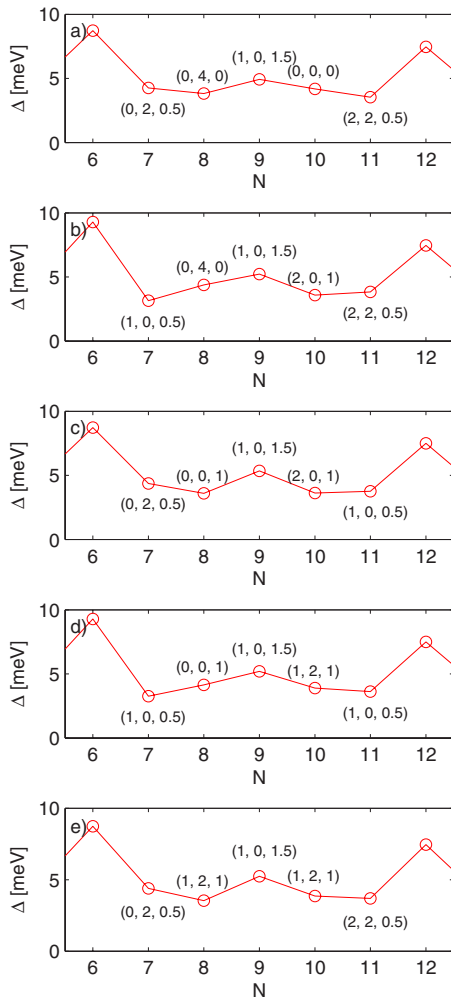 a)
Δ [meV]
10
5
0
(0, 2, 0.5)
(0, 4, 0)
(1, 0, 1.5)
(0, 0, 0)
(2, 2, 0.5)
6 7 8 9 10 11 12
N
b)
Δ [meV]
10
5
0
(1, 0, 0.5)
(0, 4, 0)
(1, 0, 1.5)
(2, 0, 1)
(2, 2, 0.5)
6 7 8 9 10 11 12
N
c)
Δ [meV]
10
5
0
(0, 2, 0.5)
(0, 0, 1)
(1, 0, 1.5)
(2, 0, 1)
(1, 0, 0.5)
6 7 8 9 10 11 12
N
d)
Δ [meV]
10
5
0
(1, 0, 0.5)
(0, 0, 1)
(1, 0, 1.5)
(1, 2, 1)
(1, 0, 0.5)
6 7 8 9 10 11 12
N
e)
Δ [meV]
10
5
0
(0, 2, 0.5)
(1, 2, 1)
(1, 0, 1.5)
(1, 2, 1)
(2, 2, 0.5)
6 7 8 9 10 11 12
N